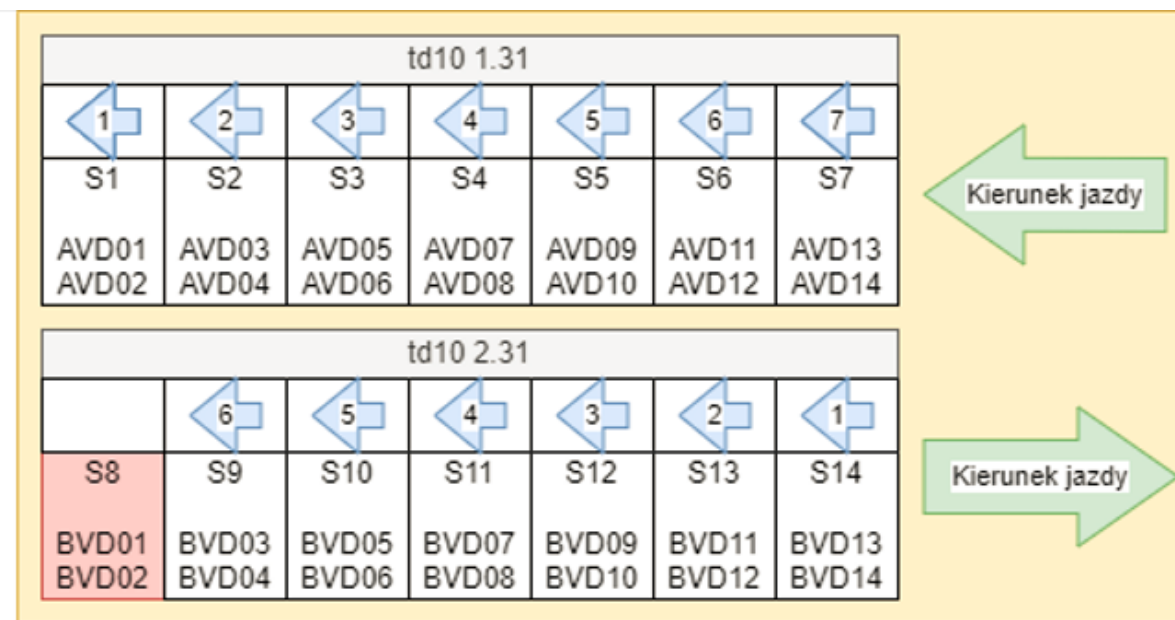 td10 1.31
1 2 3 4 5 6 7
S1 S2 S3 S4 S5 S6 S7
AVD01 AVD03 AVD05 AVD07 AVD09 AVD11 AVD13
AVD02 AVD04 AVD06 AVD08 AVD10 AVD12 AVD14
Kierunek jazdy
td10 2.31
6 5 4 3 2 1
S8 S9 S10 S11 S12 S13 S14
BVD01 BVD03 BVD05 BVD07 BVD09 BVD11 BVD13
BVD02 BVD04 BVD06 BVD08 BVD10 BVD12 BVD14
Kierunek jazdy